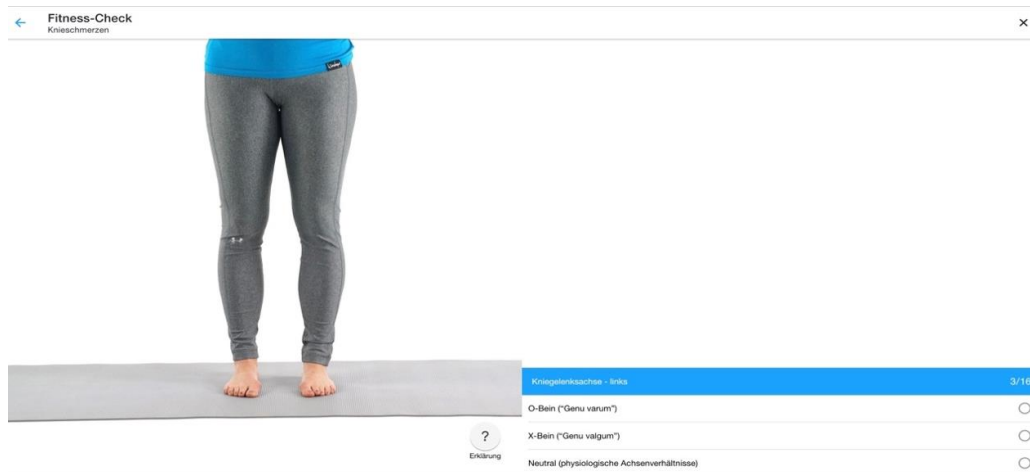 Fitness-Check
Knieschmerzen
Kniegelenksachse - links 3/16
O-Bein ("Genu varum")
X-Bein ("Genu valgum")
?
Erklärung
Neutral (physiologische Achsenverhältnisse)